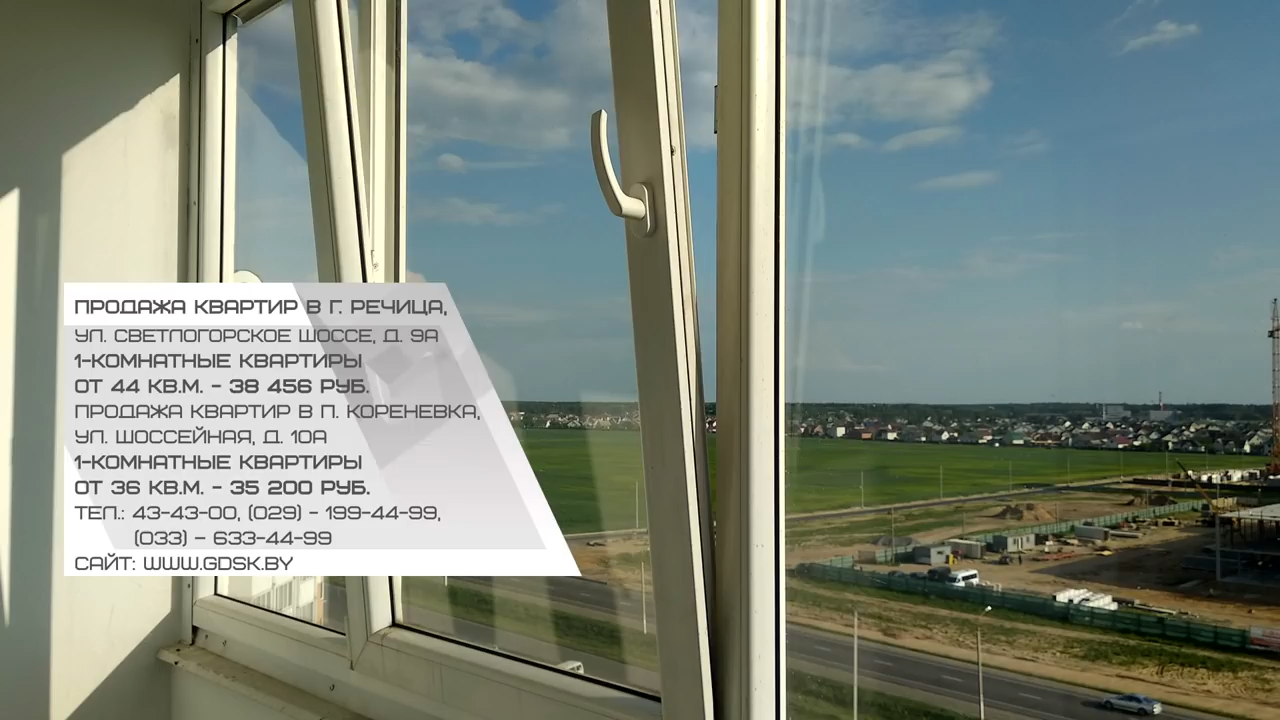 ПРОДАЖА КВАРТИР В Г. РЕЧИЦА,
УЛ. СВЕТЛОГОРСКОЕ ШОССЕ, Д. 9А
1-КОМНАТНЫЕ КВАРТИРЫ
ОТ 44 КВ.М. - 38 456 РУБ.
ПРОДАЖА КВАРТИР В П. КОРЕНЕВКА,
УЛ. ШОССЕЙНАЯ, Д. 10А
1-КОМНАТНЫЕ КВАРТИРЫ
ОТ 36 КВ.М. - 35 200 РУБ.
ТЕЛ.: 43-43-00, (029) - 199-44-99,
(033) - 633-44-99
САЙТ: WWW.GDSK.BY